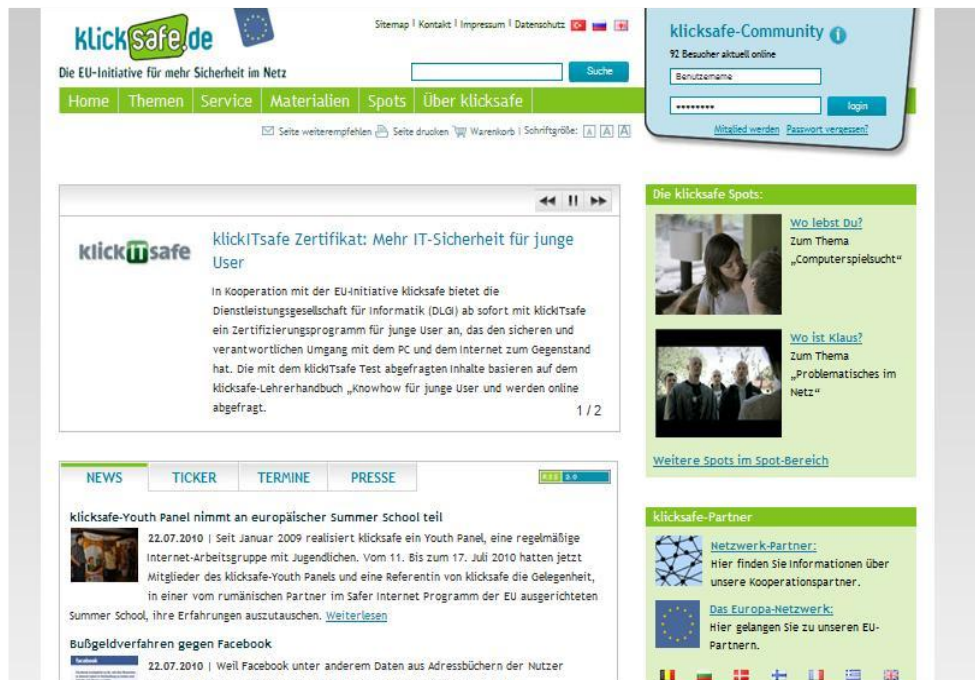 klicksafe.de
Die EU-Initiative für mehr Sicherheit im Netz
Sitemap | Kontakt | Impressum | Datenschutz
Suche
klicksafe-Community i
92 Besucher aktuell online
Benutzername
••••••••
login
Mitglied werden Passwort vergessen?
Home Themen Service Materialien Spots Über klicksafe
Seite weiterempfehlen Seite drucken Warenkorb | Schriftgröße: A A A
klickITsafe
klickITsafe Zertifikat: Mehr IT-Sicherheit für junge
User
In Kooperation mit der EU-Initiative klicksafe bietet die
Dienstleistungsgesellschaft für Informatik (DLGI) ab sofort mit klickITsafe
ein Zertifizierungsprogramm für junge User an, das den sicheren und
verantwortlichen Umgang mit dem PC und dem Internet zum Gegenstand
hat. Die mit dem klickITsafe Test abgefragten Inhalte basieren auf dem
klicksafe-Lehrerhandbuch „Knowhow für junge User und werden online
abgefragt.
1 / 2
Die klicksafe Spots:
Wo lebst Du?
Zum Thema
„Computerspielsucht“
Wo ist Klaus?
Zum Thema
„Problematisches im
Netz“
Weitere Spots im Spot-Bereich
NEWS TICKER TERMINE PRESSE
RSS 2.0
klicksafe-Youth Panel nimmt an europäischer Summer School teil
22.07.2010 | Seit Januar 2009 realisiert klicksafe ein Youth Panel, eine regelmäßige
Internet-Arbeitsgruppe mit Jugendlichen. Vom 11. Bis zum 17. Juli 2010 hatten jetzt
Mitglieder des klicksafe-Youth Panels und eine Referentin von klicksafe die Gelegenheit,
in einer vom rumänischen Partner im Safer Internet Programm der EU ausgerichteten
Summer School, ihre Erfahrungen auszutauschen. Weiterlesen
Bußgeldverfahren gegen Facebook
facebook
22.07.2010 | Weil Facebook unter anderem Daten aus Adressbüchern der Nutzer
klicksafe-Partner
Netzwerk-Partner:
Hier finden Sie Informationen über
unsere Kooperationspartner.
Das Europa-Netzwerk:
Hier gelangen Sie zu unseren EU-
Partnern.